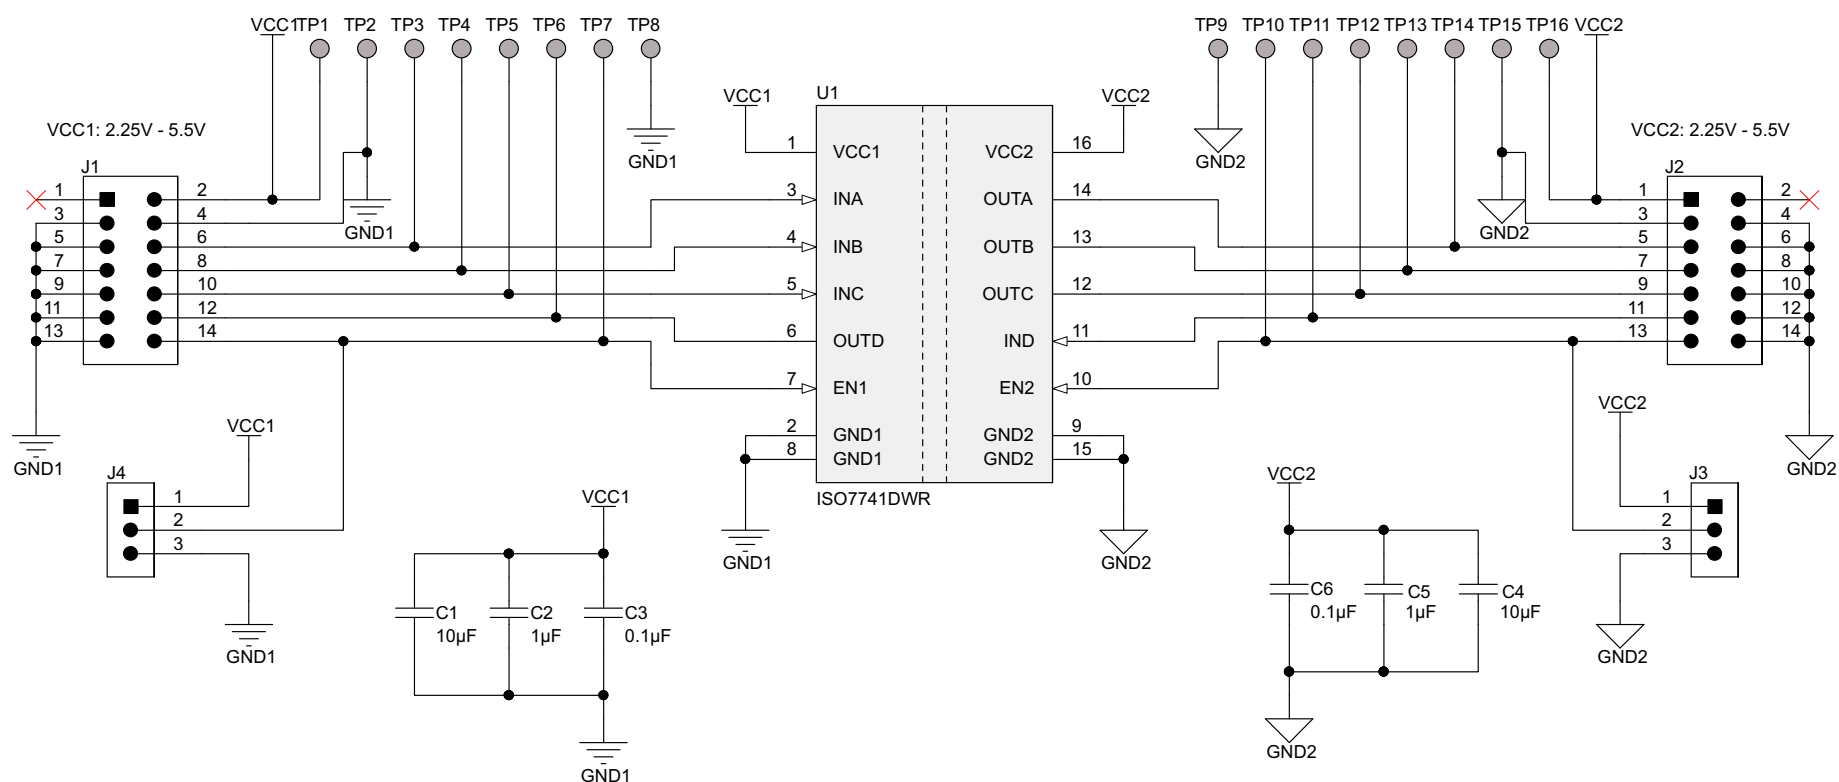 VCC1 TP1 TP2 TP3 TP4 TP5 TP6 TP7 TP8
TP9 TP10 TP11 TP12 TP13 TP14 TP15 TP16 VCC2
VCC1: 2.25V - 5.5V
J1
1 2
3 4
5 6
7 8
9 10
11 12
13 14
GND1
GND1
GND1
VCC1
U1
VCC2
1 VCC1 VCC2 16
3 INA OUTA 14
4 INB OUTB 13
5 INC OUTC 12
6 OUTD IND 11
7 EN1 EN2 10
2 GND1 GND2 9
8 GND1 GND2 15
ISO7741DWR
GND1
GND2
GND2
GND2
VCC2: 2.25V - 5.5V
J2
1 2
3 4
5 6
7 8
9 10
11 12
13 14
GND2
J4
VCC1
1
2
3
GND1
VCC1
C1
10µF
C2
1µF
C3
0.1µF
GND1
VCC2
C6
0.1µF
C5
1µF
C4
10µF
GND2
VCC2
J3
1
2
3
GND2